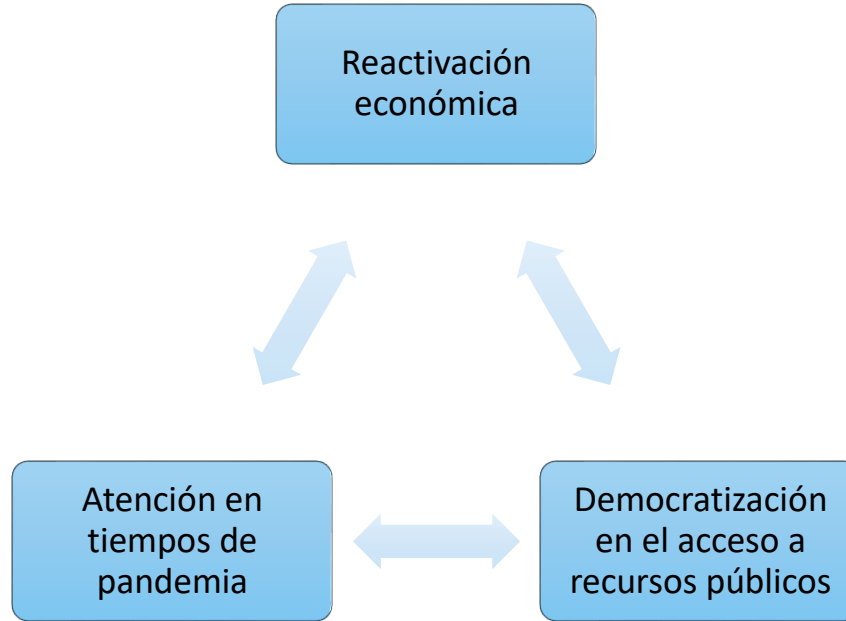 Reactivación
económica
Atención en
tiempos de
pandemia
Democratización
en el acceso a
recursos públicos